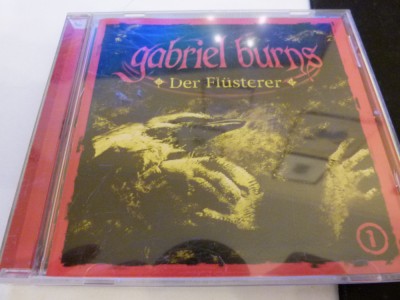 gabriel burns
Der Flüsterer
1